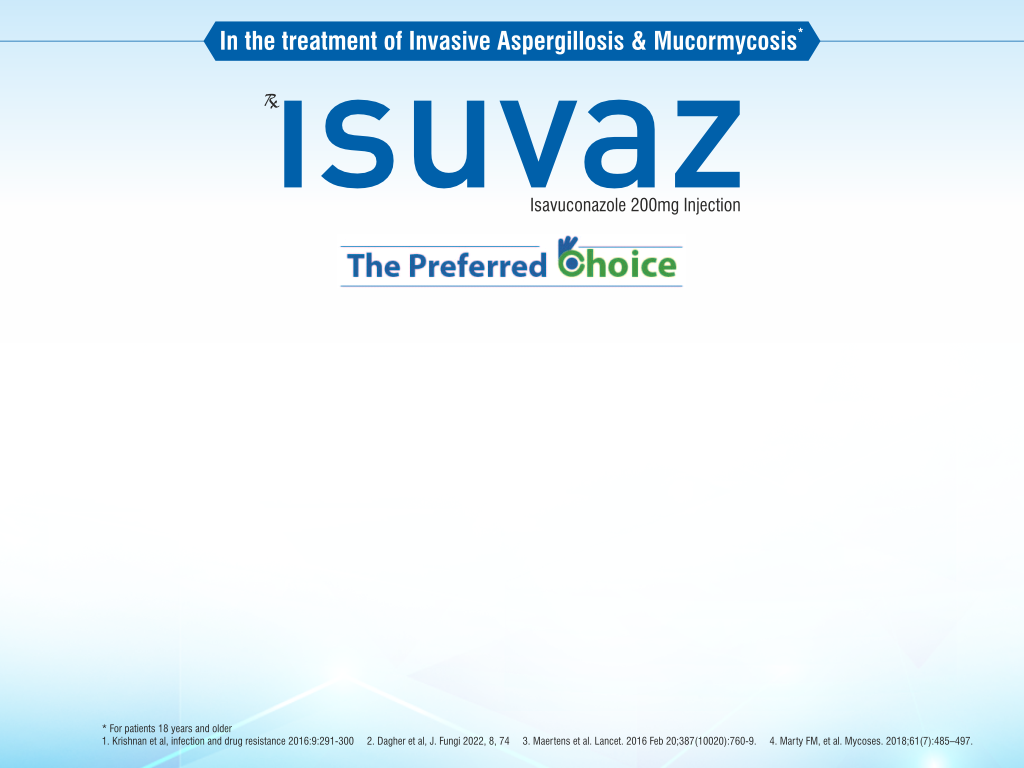 In the treatment of Invasive Aspergillosis & Mucormycosis*
Rx ısuvaz
Isavuconazole 200mg Injection
The Preferred Choice
* For patients 18 years and older
1. Krishnan et al, infection and drug resistance 2016:9:291-300 2. Dagher et al, J. Fungi 2022, 8, 74 3. Maertens et al. Lancet. 2016 Feb 20;387(10020):760-9. 4. Marty FM, et al. Mycoses. 2018;61(7):485–497.